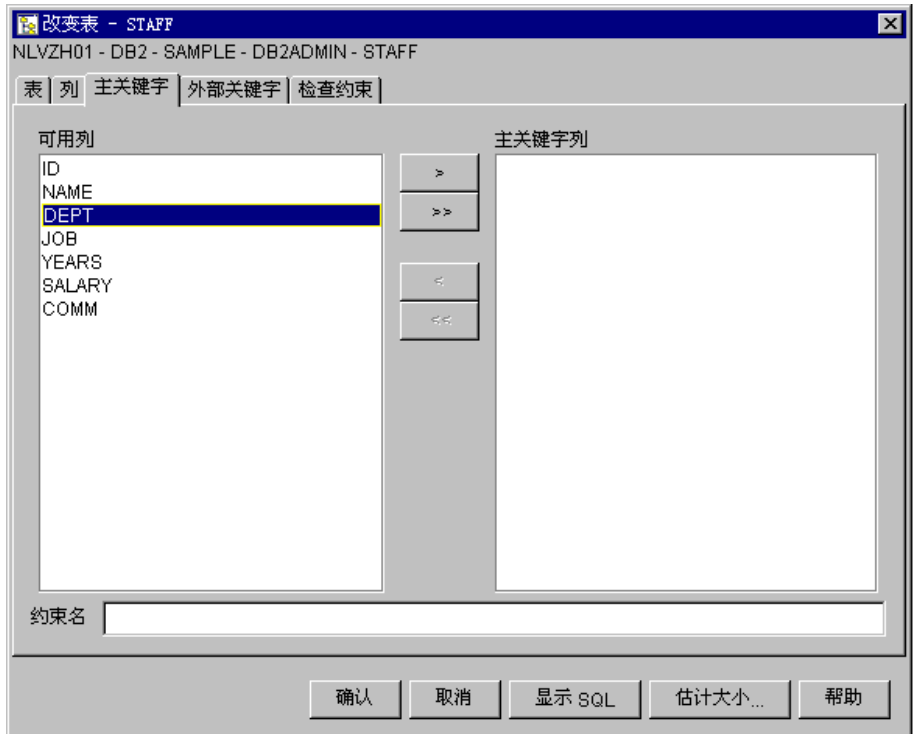 改变表 - STAFF
NLVZH01 - DB2 - SAMPLE - DB2ADMIN - STAFF
表 列 主关键字 外部关键字 检查约束
可用列 主关键字列
ID
NAME
DEPT
JOB
YEARS
SALARY
COMM
>
>>
<
<<
约束名
确认 取消 显示 SQL 估计大小... 帮助